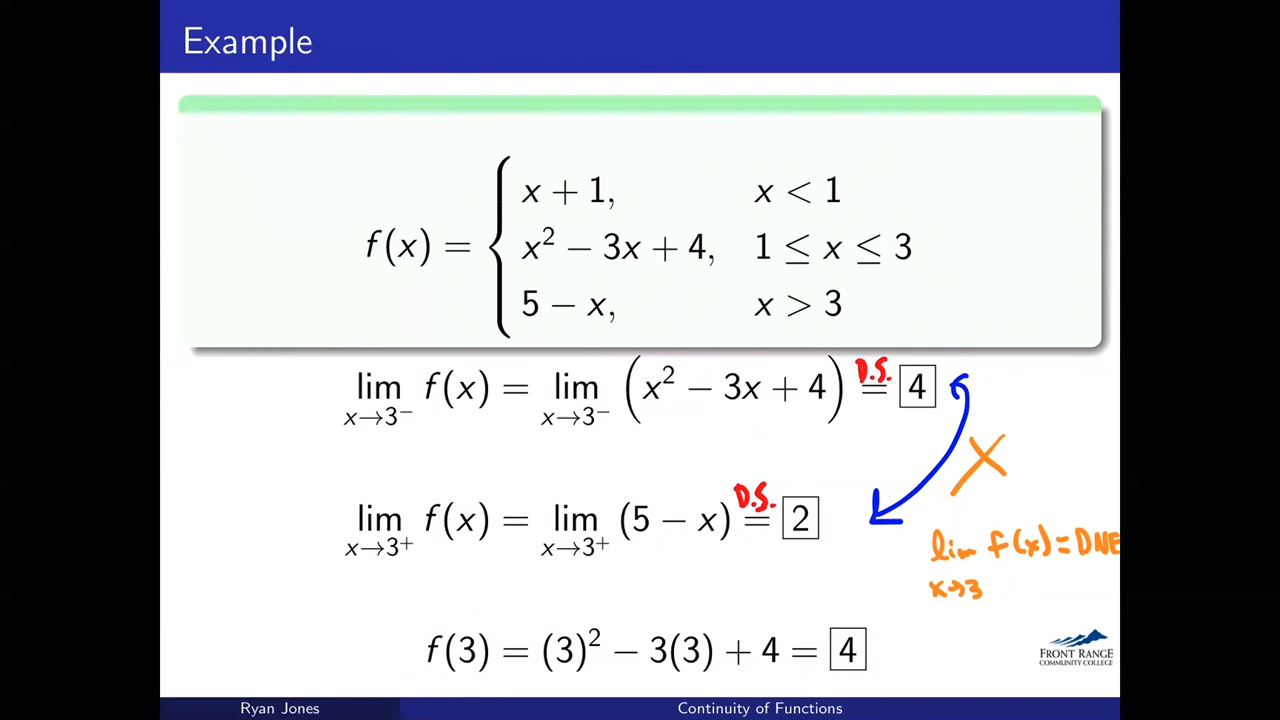 Example
f(x) = { x + 1, x < 1
x² − 3x + 4, 1 ≤ x ≤ 3
5 − x, x > 3
lim x→3⁻ f(x) = lim x→3⁻ (x² − 3x + 4) D.S. = 4
lim x→3⁺ f(x) = lim x→3⁺ (5 − x) D.S. = 2
lim x→3 f(x) = DNE
f(3) = (3)² − 3(3) + 4 = 4
FRONT RANGE
COMMUNITY COLLEGE
Ryan Jones Continuity of Functions